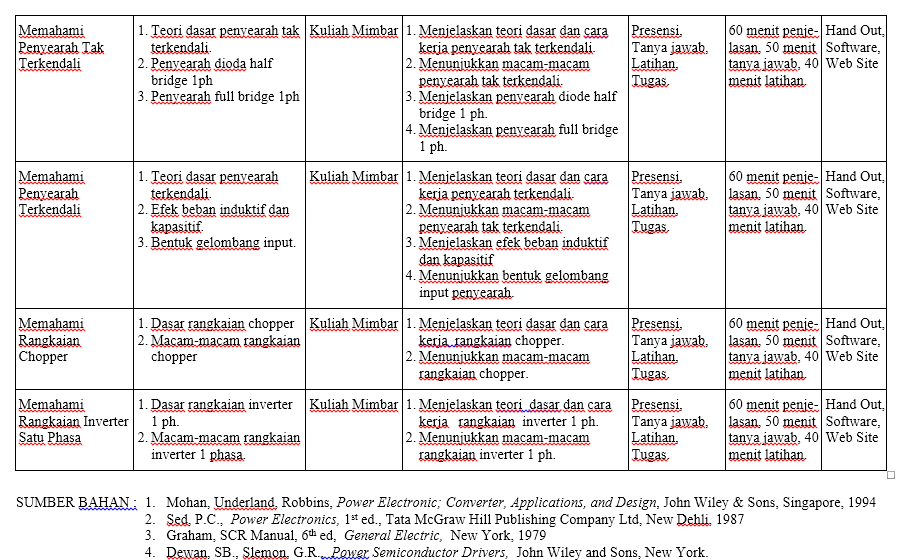 Memahami
Penyearah Tak
Terkendali
1. Teori dasar penyearah tak
terkendali.
2. Penyearah dioda half
bridge 1ph
3. Penyearah full bridge 1ph
Kuliah Mimbar
1. Menjelaskan teori dasar dan cara
kerja penyearah tak terkendali.
2. Menunjukkan macam-macam
penyearah tak terkendali.
3. Menjelaskan penyearah diode half
bridge 1 ph.
4. Menjelaskan penyearah full bridge
1 ph.
Presensi,
Tanya jawab,
Latihan,
Tugas.
60 menit penje-
lasan, 50 menit
tanya jawab, 40
menit latihan.
Hand Out,
Software,
Web Site
Memahami
Penyearah
Terkendali
1. Teori dasar penyearah
terkendali.
2. Efek beban induktif dan
kapasitif.
3. Bentuk gelombang input.
Kuliah Mimbar
1. Menjelaskan teori dasar dan cara
kerja penyearah terkendali.
2. Menunjukkan macam-macam
penyearah tak terkendali.
3. Menjelaskan efek beban induktif
dan kapasitif
4. Menunjukkan bentuk gelombang
input penyearah.
Presensi,
Tanya jawab,
Latihan,
Tugas.
60 menit penje-
lasan, 50 menit
tanya jawab, 40
menit latihan.
Hand Out,
Software,
Web Site
Memahami
Rangkaian
Chopper
1. Dasar rangkaian chopper
2. Macam-macam rangkaian
chopper
Kuliah Mimbar
1. Menjelaskan teori dasar dan cara
kerja rangkaian chopper.
2. Menunjukkan macam-macam
rangkaian chopper.
Presensi,
Tanya jawab,
Latihan,
Tugas.
60 menit penje-
lasan, 50 menit
tanya jawab, 40
menit latihan.
Hand Out,
Software,
Web Site
Memahami
Rangkaian Inverter
Satu Phasa
1. Dasar rangkaian inverter
1 ph.
2. Macam-macam rangkaian
inverter 1 phasa.
Kuliah Mimbar
1. Menjelaskan teori dasar dan cara
kerja rangkaian inverter 1 ph.
2. Menunjukkan macam-macam
rangkaian inverter 1 ph.
Presensi,
Tanya jawab,
Latihan,
Tugas.
60 menit penje-
lasan, 50 menit
tanya jawab, 40
menit latihan.
Hand Out,
Software,
Web Site
SUMBER BAHAN : 1. Mohan, Underland, Robbins, Power Electronic; Converter, Applications, and Design, John Wiley & Sons, Singapore, 1994
2. Sed, P.C., Power Electronics, 1st ed., Tata McGraw Hill Publishing Company Ltd, New Dehli, 1987
3. Graham, SCR Manual, 6th ed, General Electric, New York, 1979
4. Dewan, SB., Slemon, G.R., Power Semiconductor Drivers, John Wiley and Sons, New York.